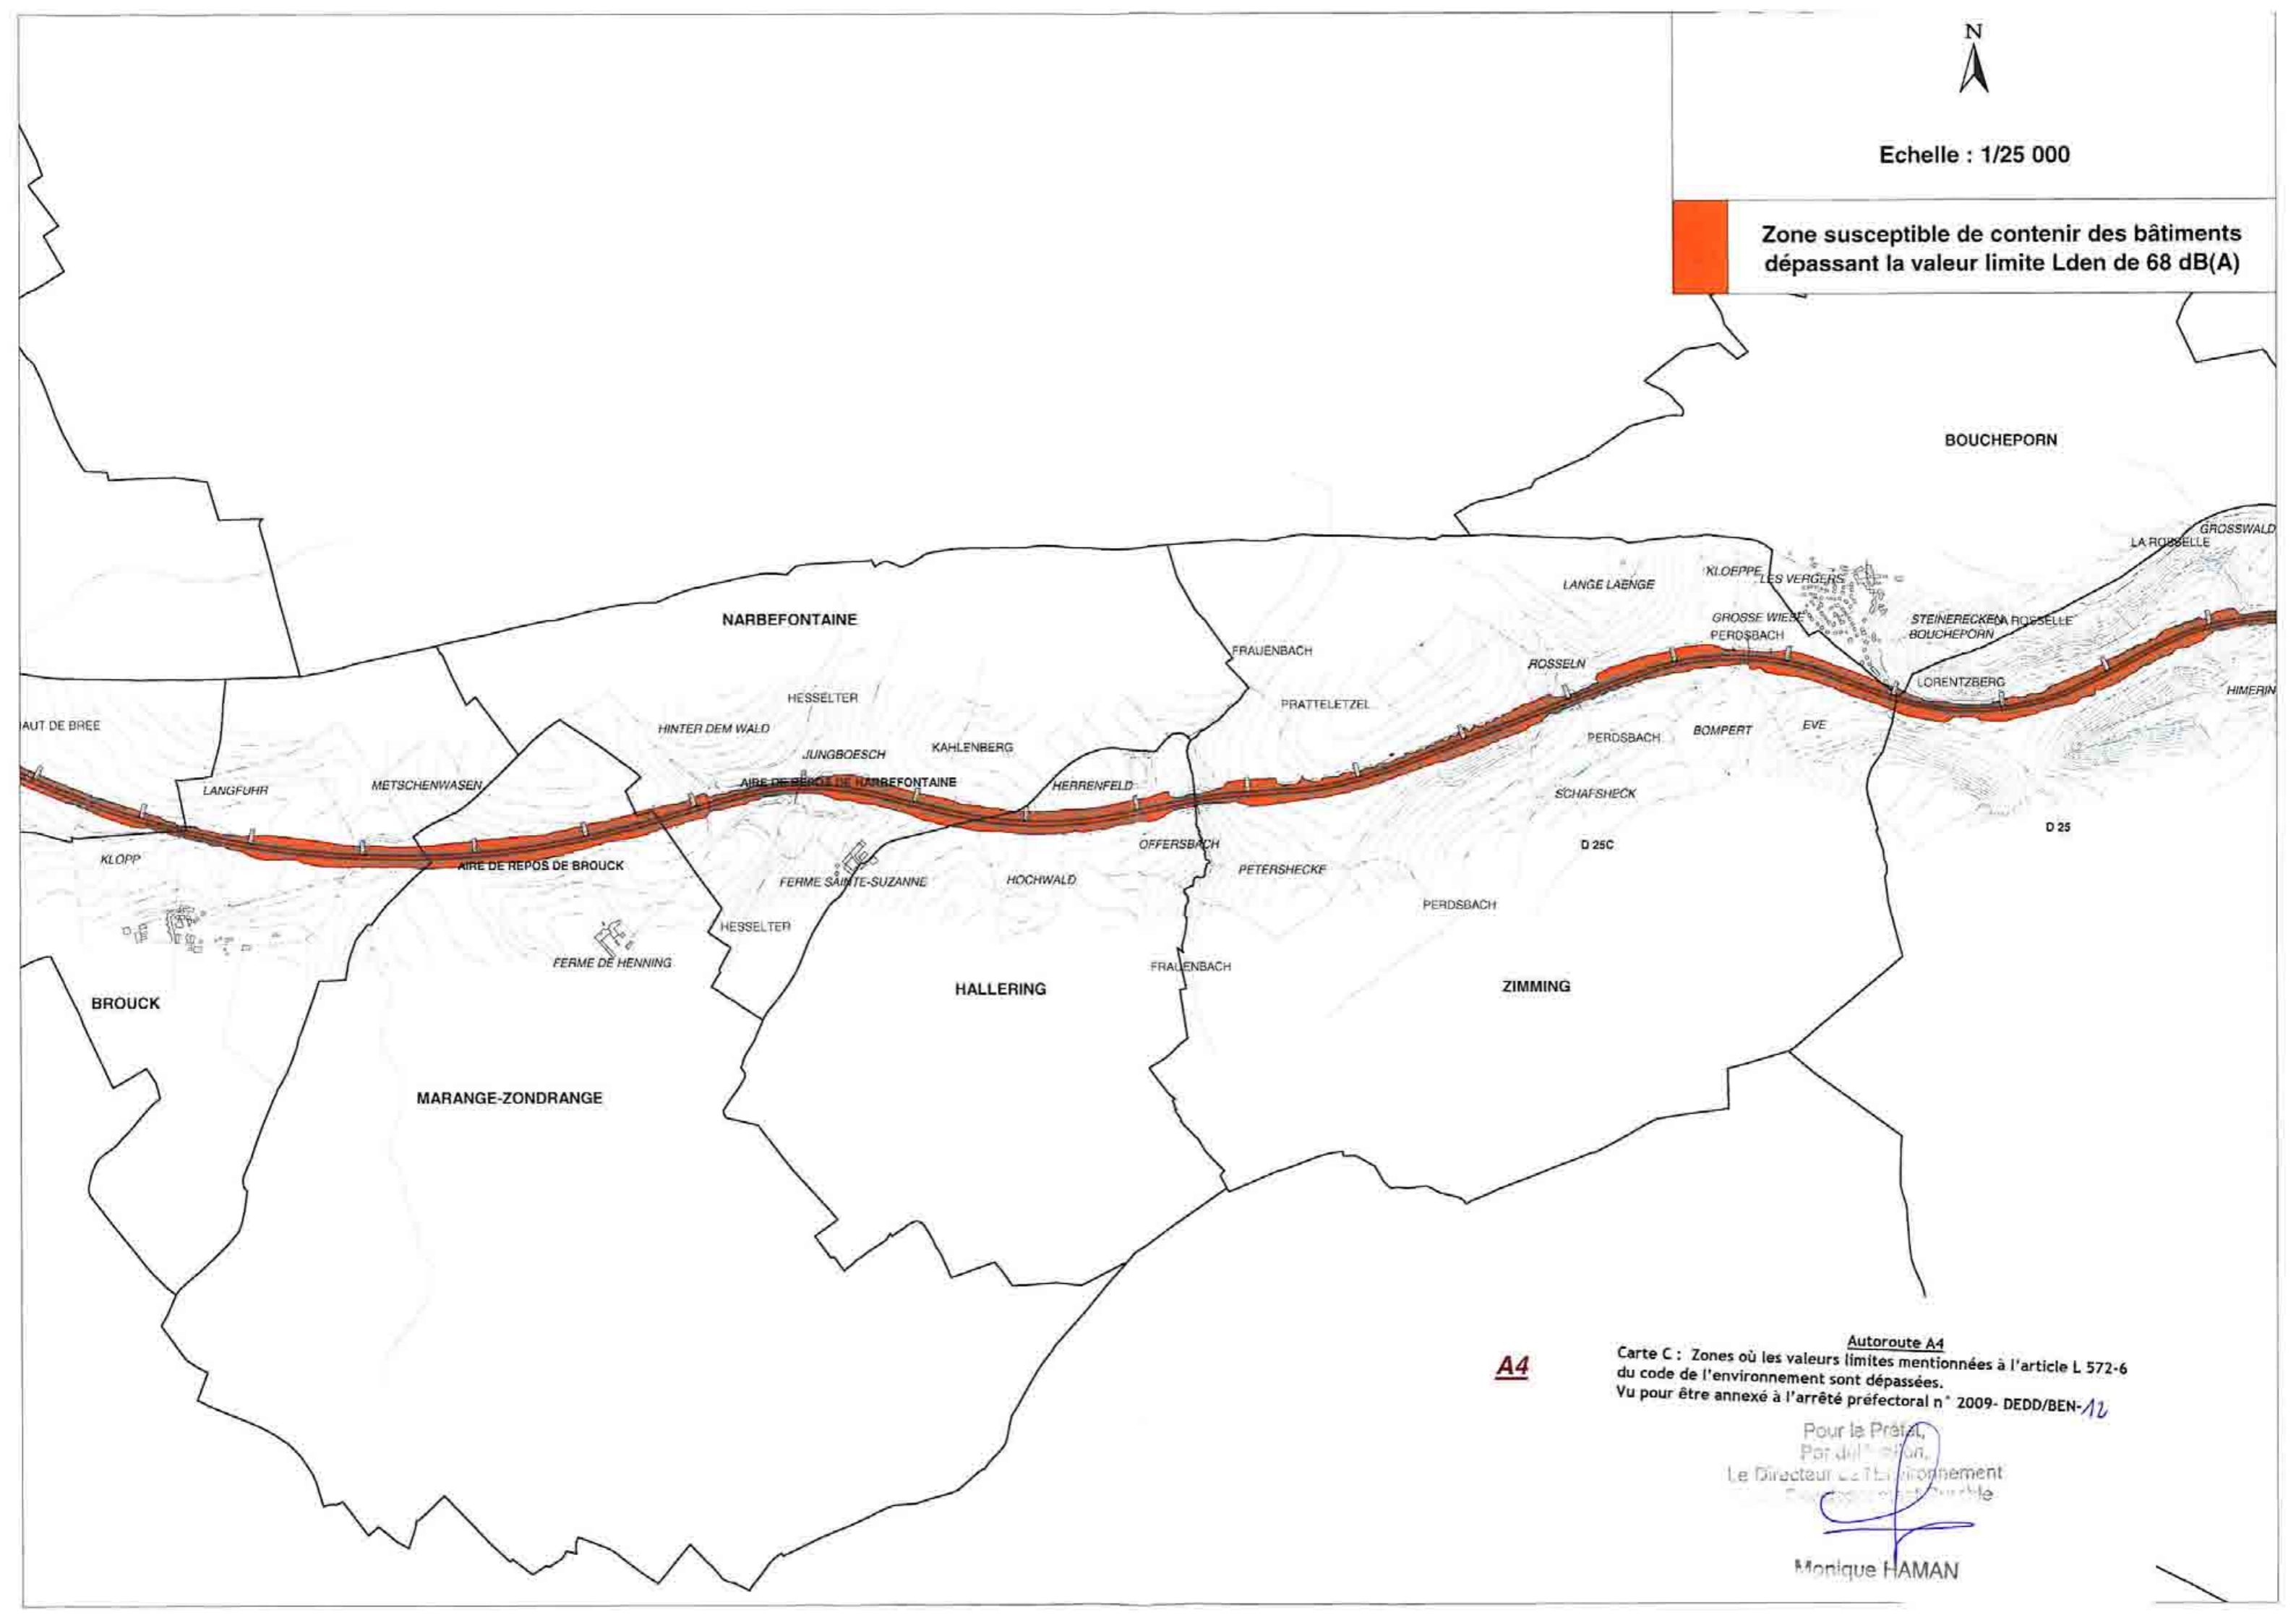 N
Echelle : 1/25 000
Zone susceptible de contenir des bâtiments
dépassant la valeur limite Lden de 68 dB(A)
BOUCHEPORN
GROSSWALD
LA ROSSELLE
KLOEPPE
LES VERGERS
LANGE LAENGE
NARBEFONTAINE
GROSSE WIESE
STEINERECKEN
LA ROSSELLE
PERDSBACH
BOUCHEPORN
FRAUENBACH
ROSSELN
LORENTZBERG
HIMERIN
HESSELTER
PRATTELETZEL
AUT DE BREE
HINTER DEM WALD
BOMPERT
EVE
PERDSBACH
KAHLENBERG
JUNGBOESCH
METSCHENWASEN
AIRE DE REPOS DE NARBEFONTAINE
HERRENFELD
LANGFUHR
SCHAFSHECK
D 25
OFFERSBACH
D 25C
KLOPP
AIRE DE REPOS DE BROUCK
PETERSHECKE
FERME SAINTE-SUZANNE
HOCHWALD
PERDSBACH
HESSELTER
FERME DE HENNING
FRAUENBACH
ZIMMING
HALLERING
BROUCK
MARANGE-ZONDRANGE
A4
Autoroute A4
Carte C : Zones où les valeurs limites mentionnées à l'article L 572-6
du code de l'environnement sont dépassées.
Vu pour être annexé à l'arrêté préfectoral n° 2009- DEDD/BEN-12
Pour le Préfet,
Par
Le Directeur de l'Environnement
Monique HAMAN